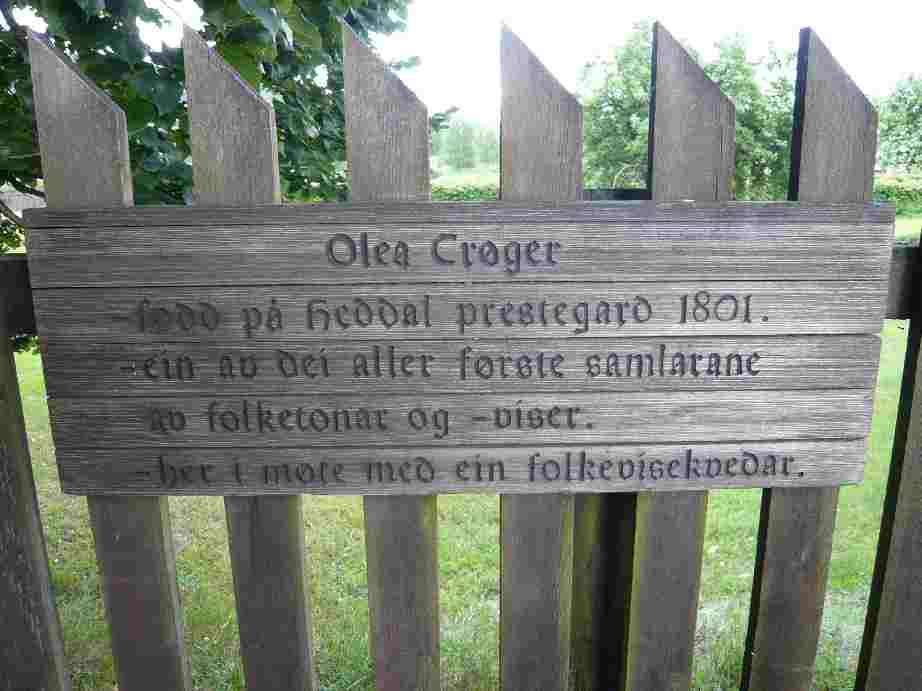 Olea Crøger
-fødd på Heddal prestegard 1801.
-ein av dei aller første samlarane
av folketonar og -viser.
-her i møte med ein folkevisekvedar.